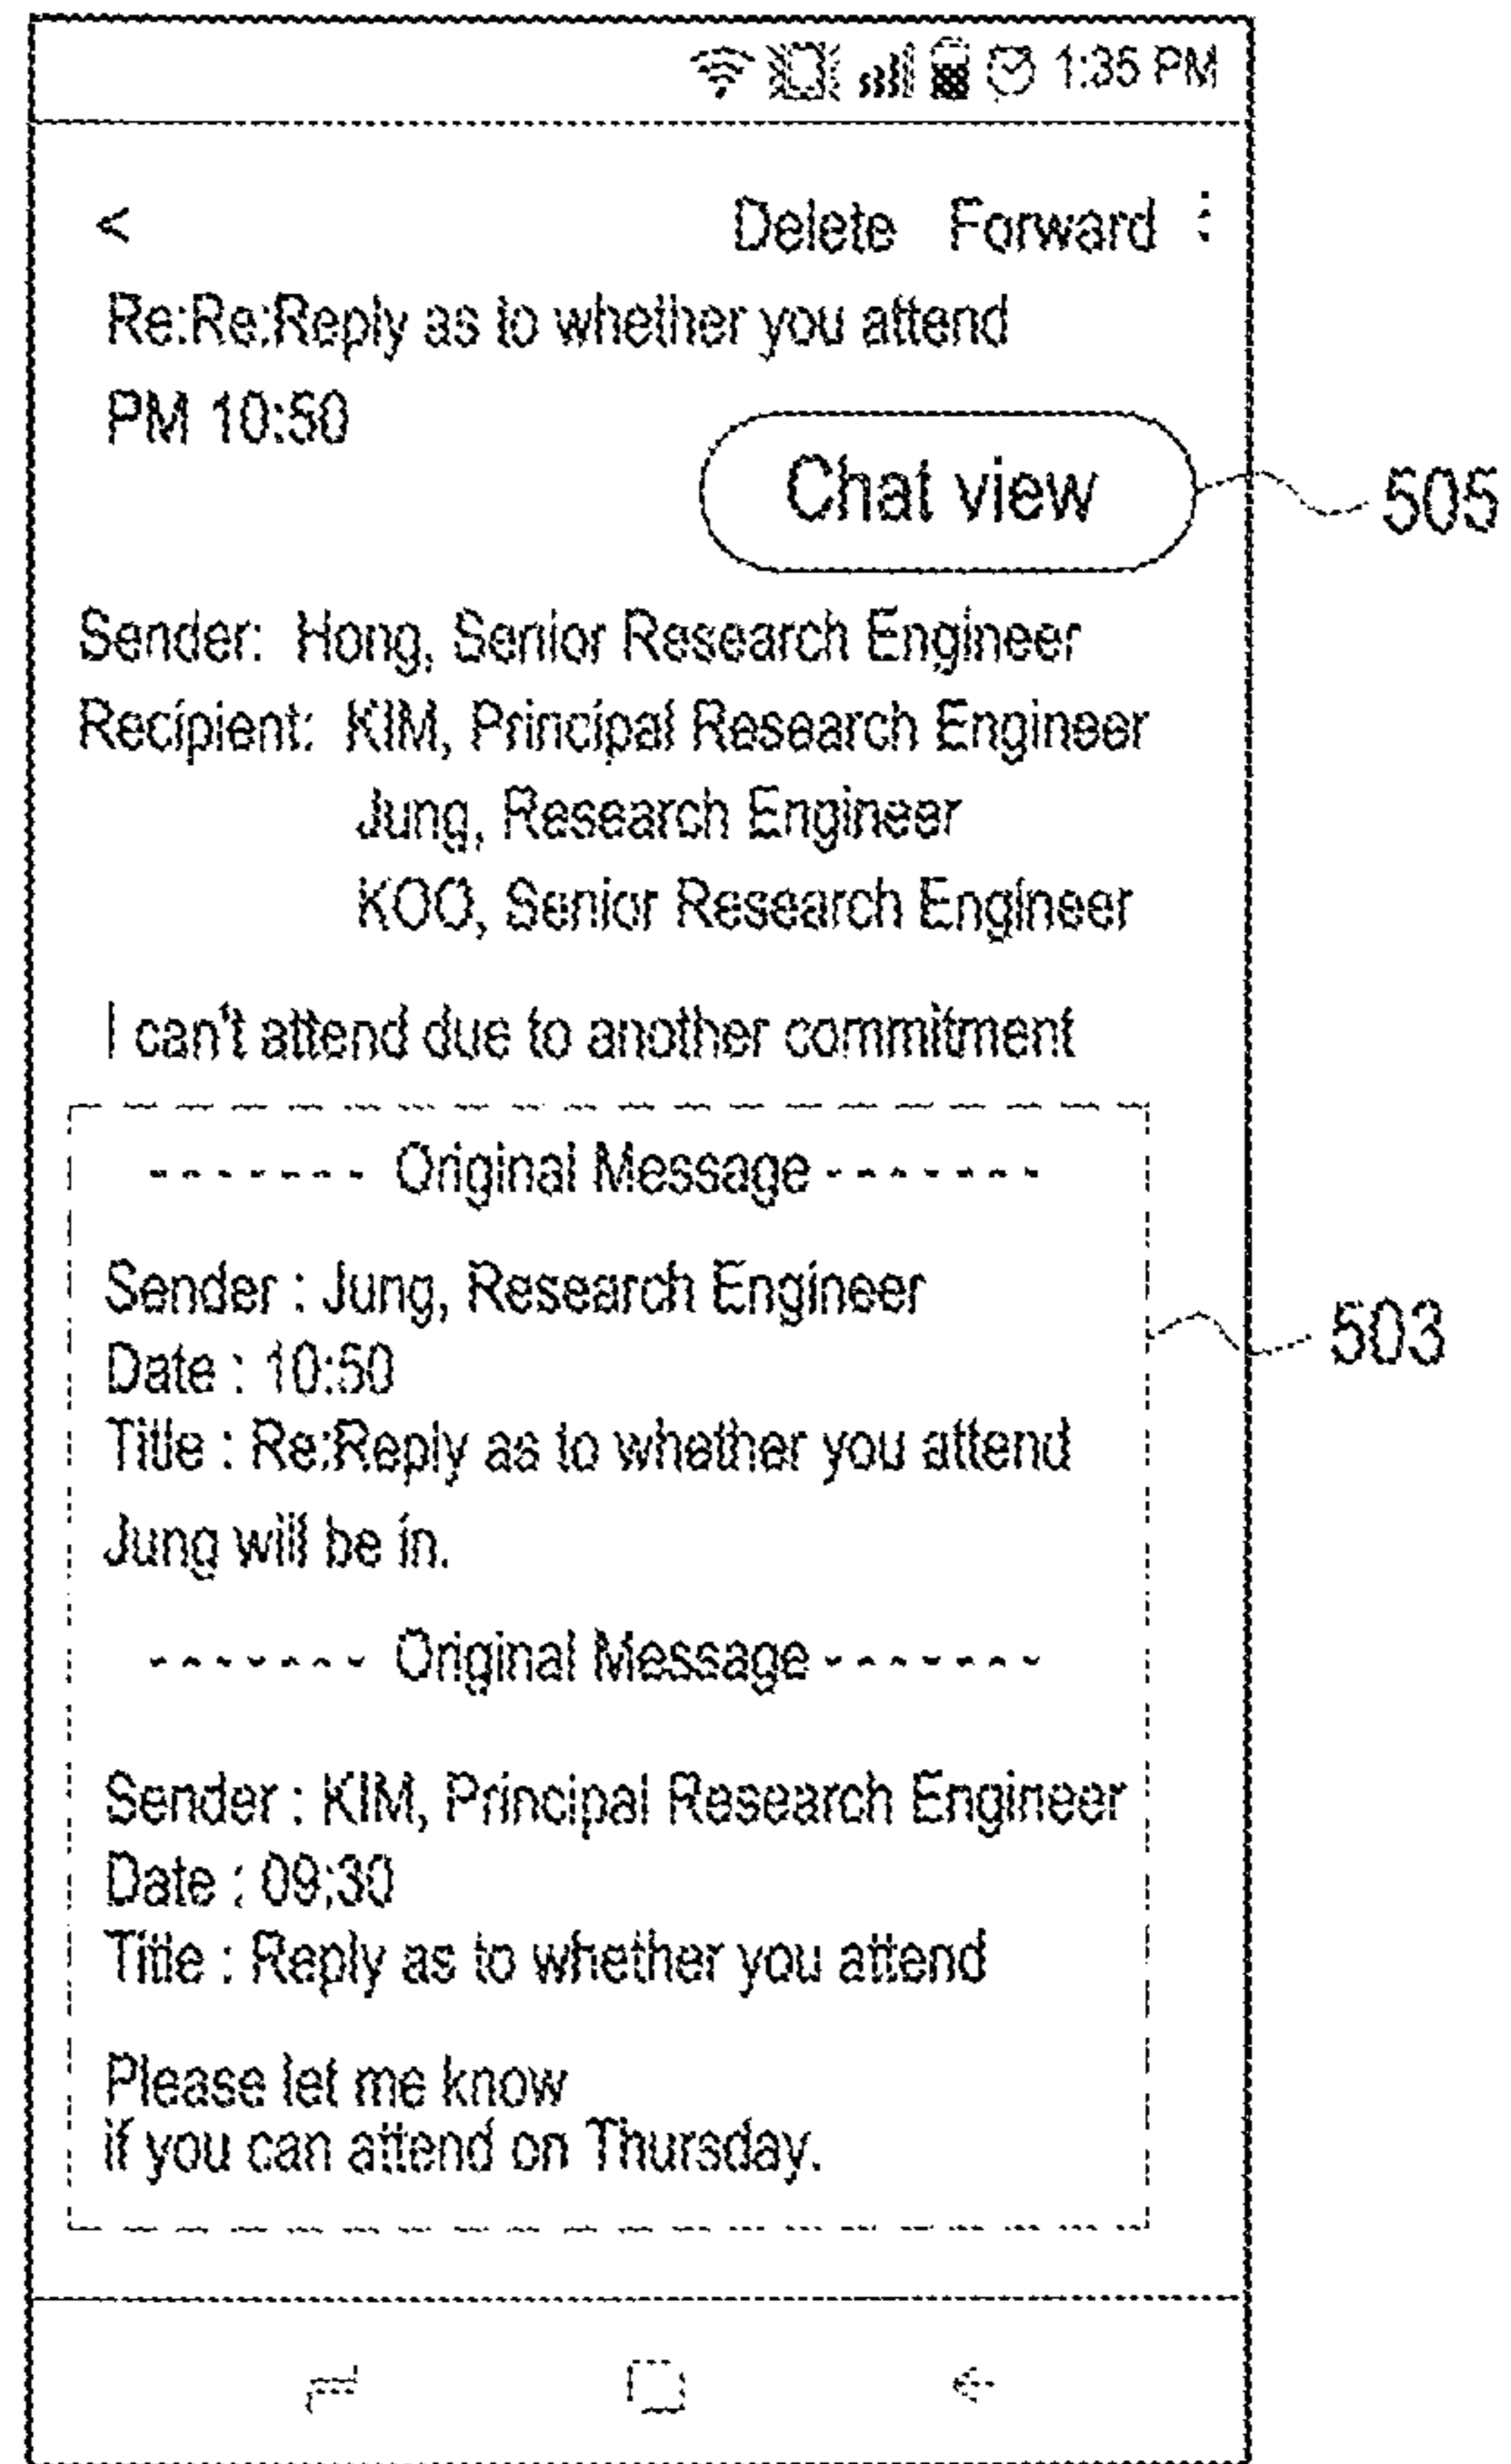 1:35 PM
< Delete Forward :
Re:Re:Reply as to whether you attend
PM 10:50
Chat view
505
Sender: Hong, Senior Research Engineer
Recipient: KIM, Principal Research Engineer
Jung, Research Engineer
KOO, Senior Research Engineer
I can't attend due to another commitment
------- Original Message -------
Sender : Jung, Research Engineer
503
Date : 10:50
Title : Re:Reply as to whether you attend
Jung will be in.
------- Original Message -------
Sender : KIM, Principal Research Engineer
Date : 09:30
Title : Reply as to whether you attend
Please let me know
if you can attend on Thursday.